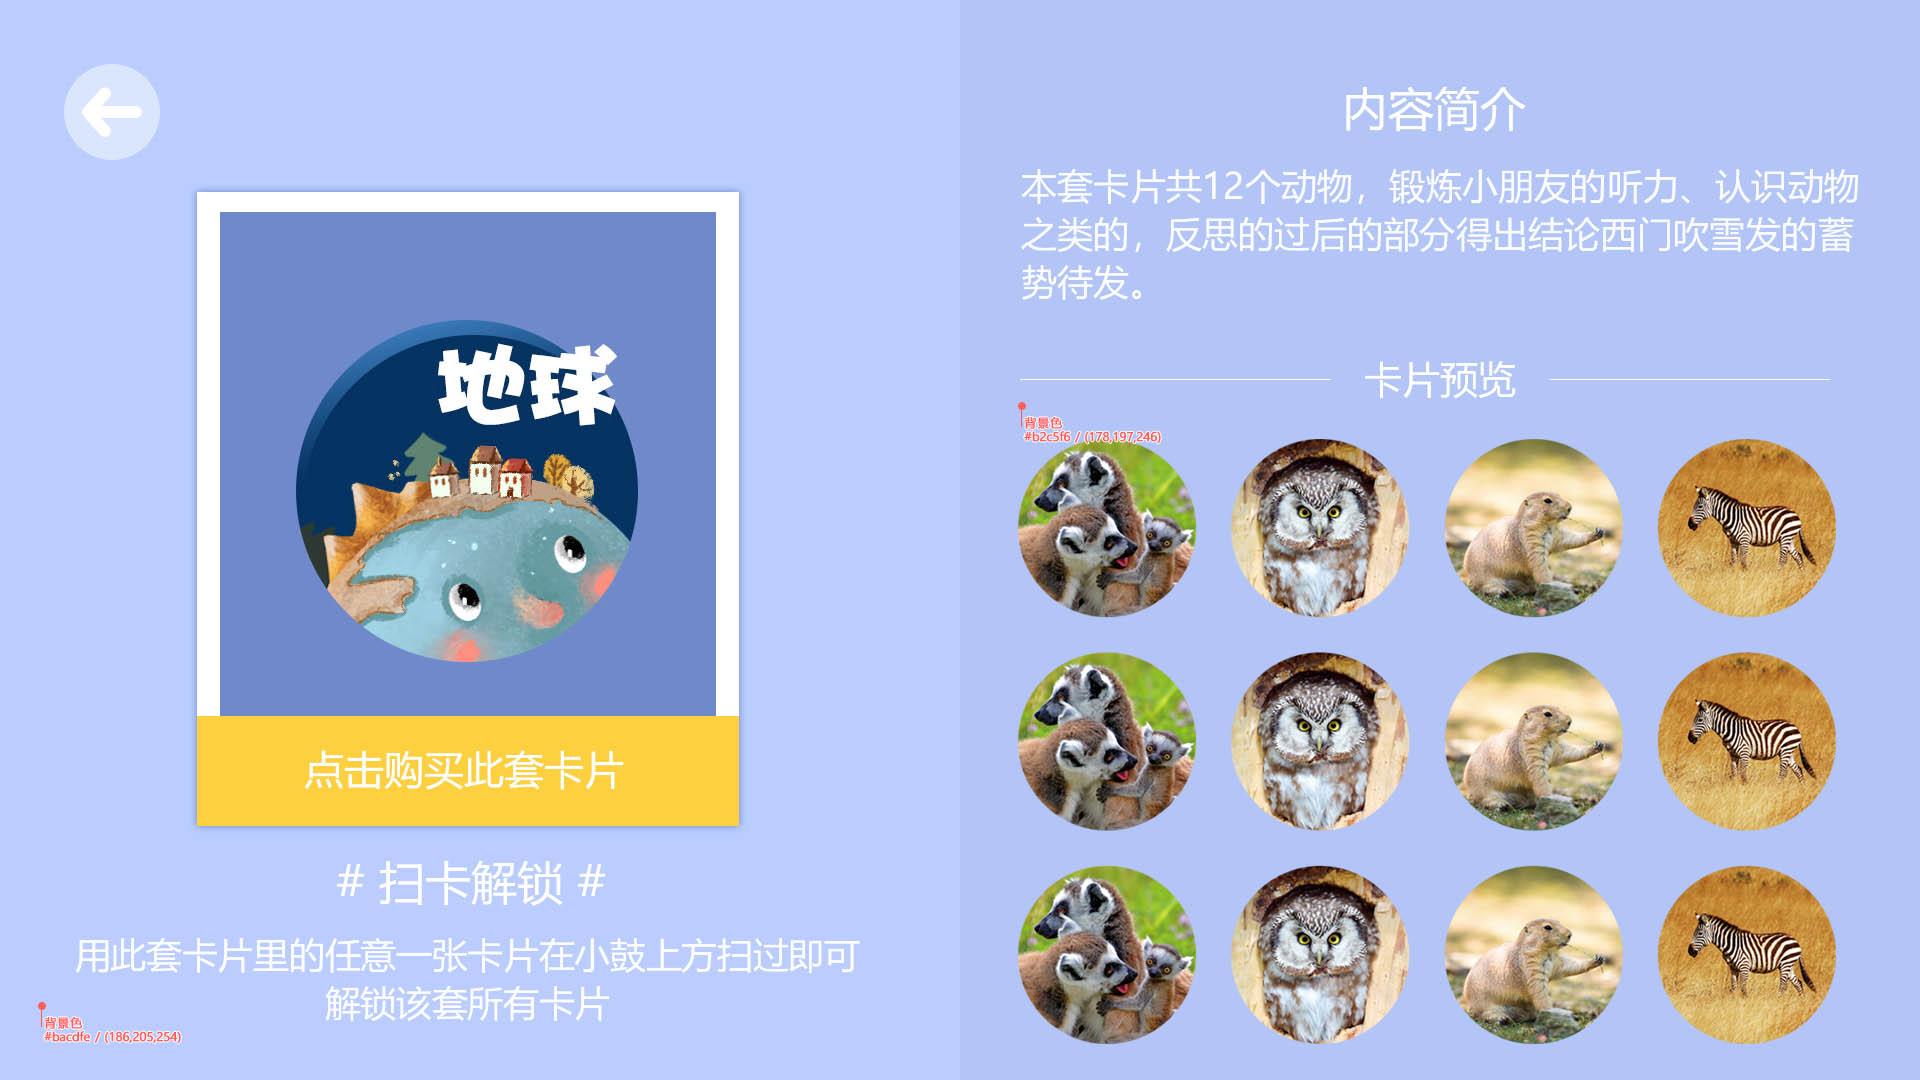 地球
点击购买此套卡片
# 扫卡解锁 #
用此套卡片里的任意一张卡片在小鼓上方扫过即可
解锁该套所有卡片
背景色
#bacdfe / (186,205,254)
内容简介
本套卡片共12个动物，锻炼小朋友的听力、认识动物
之类的，反思的过后的部分得出结论西门吹雪发的蓄
势待发。
卡片预览
背景色
#b2c5f6 / (178,197,246)